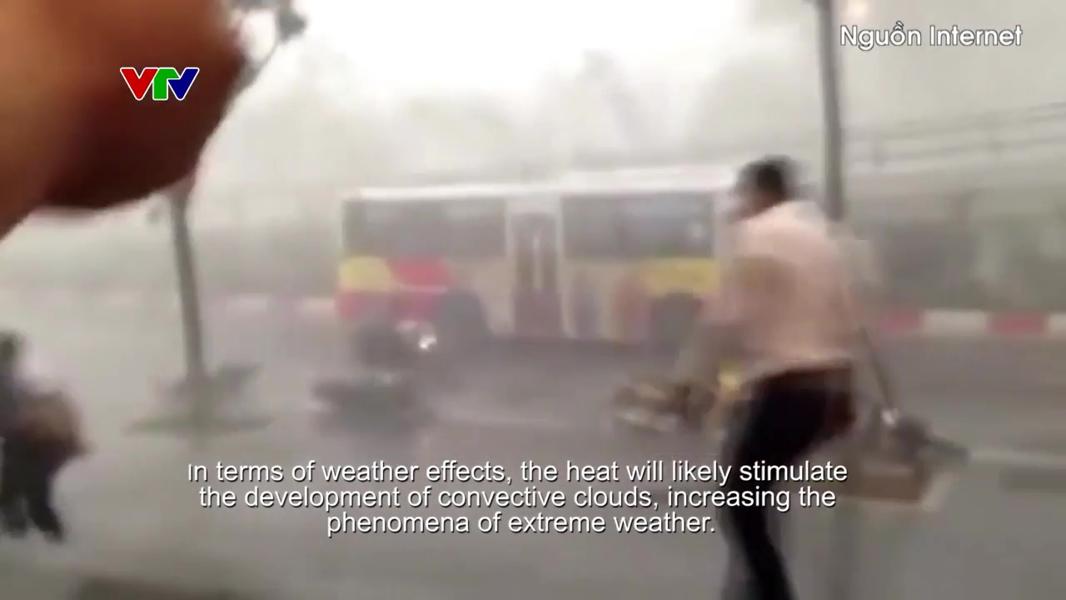 Nguồn Internet
VTV
In terms of weather effects, the heat will likely stimulate
the development of convective clouds, increasing the
phenomena of extreme weather.